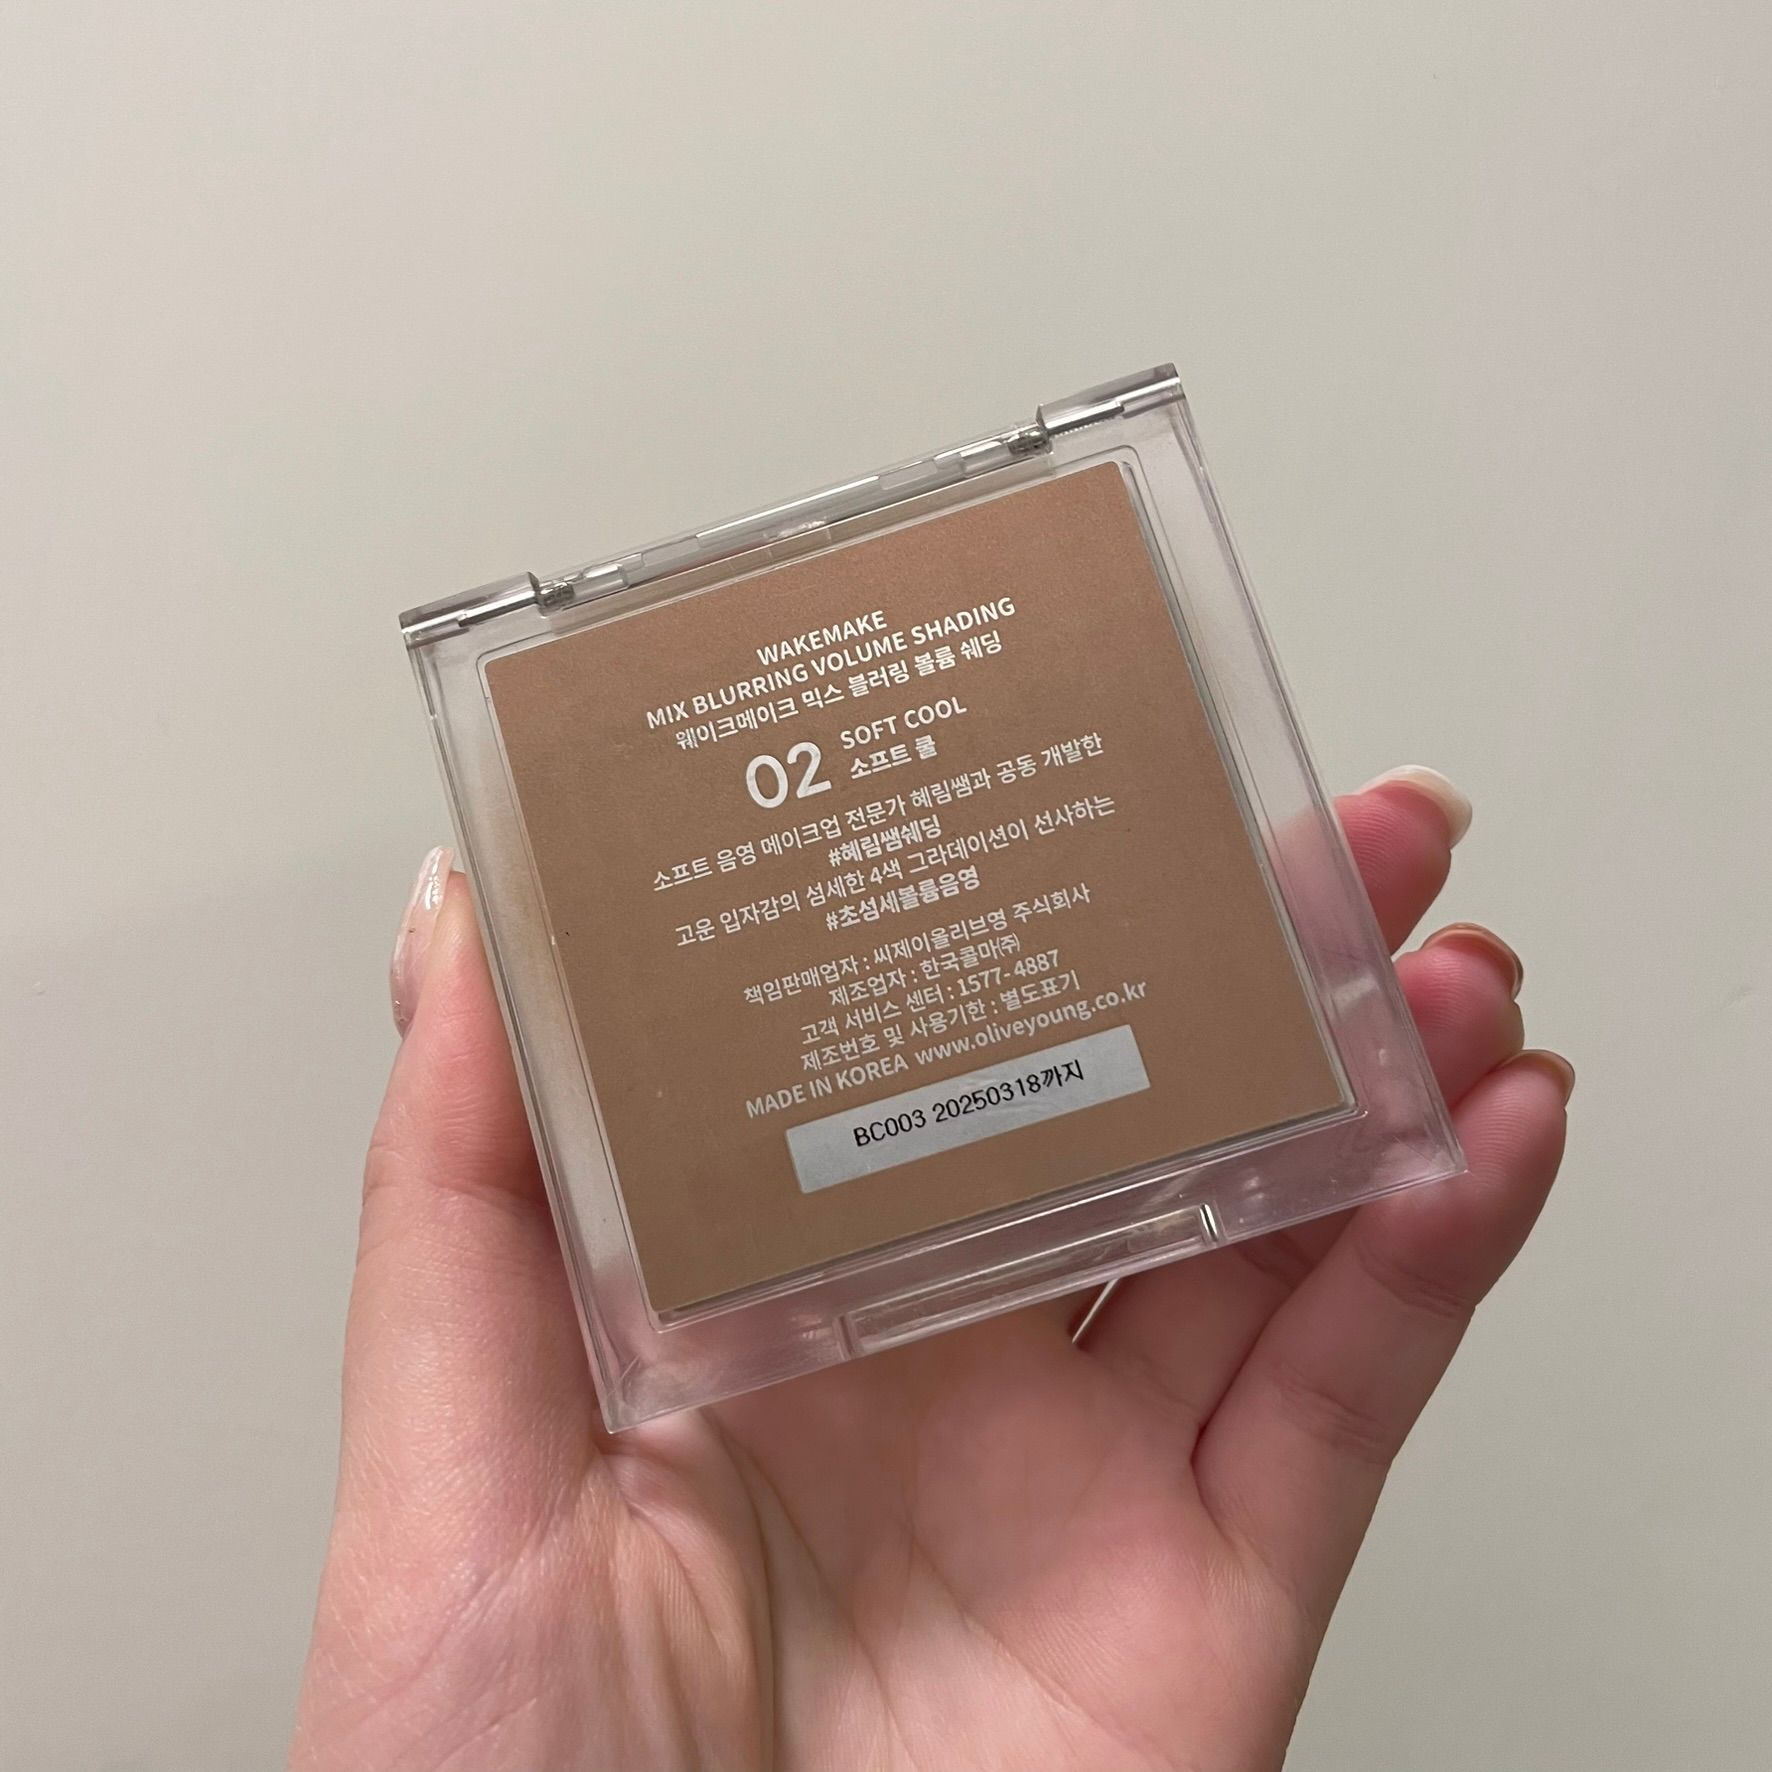 WAKEMAKE
MIX BLURRING VOLUME SHADING
웨이크메이크 믹스 블러링 볼륨 쉐딩
02
SOFT COOL
소프트 쿨
소프트 음영 메이크업 전문가 혜림쌤과 공동 개발한
#혜림쌤쉐딩
고운 입자감의 섬세한 4색 그라데이션이 선사하는
#초섬세볼륨음영
책임판매업자 : 씨제이올리브영 주식회사
제조업자 : 한국콜마㈜
고객 서비스 센터 : 1577-4887
제조번호 및 사용기한 : 별도표기
MADE IN KOREA www.oliveyoung.co.kr
BC003 20250318까지